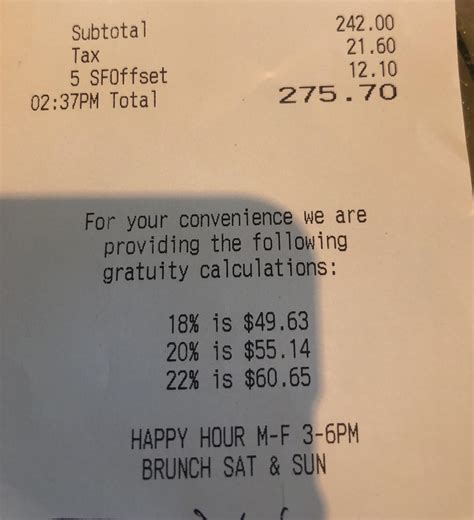 Subtotal 242.00
Tax 21.60
5 SFOffset 12.10
02:37PM Total 275.70
For your convenience we are
providing the following
gratuity calculations:
18% is $49.63
20% is $55.14
22% is $60.65
HAPPY HOUR M-F 3-6PM
BRUNCH SAT & SUN